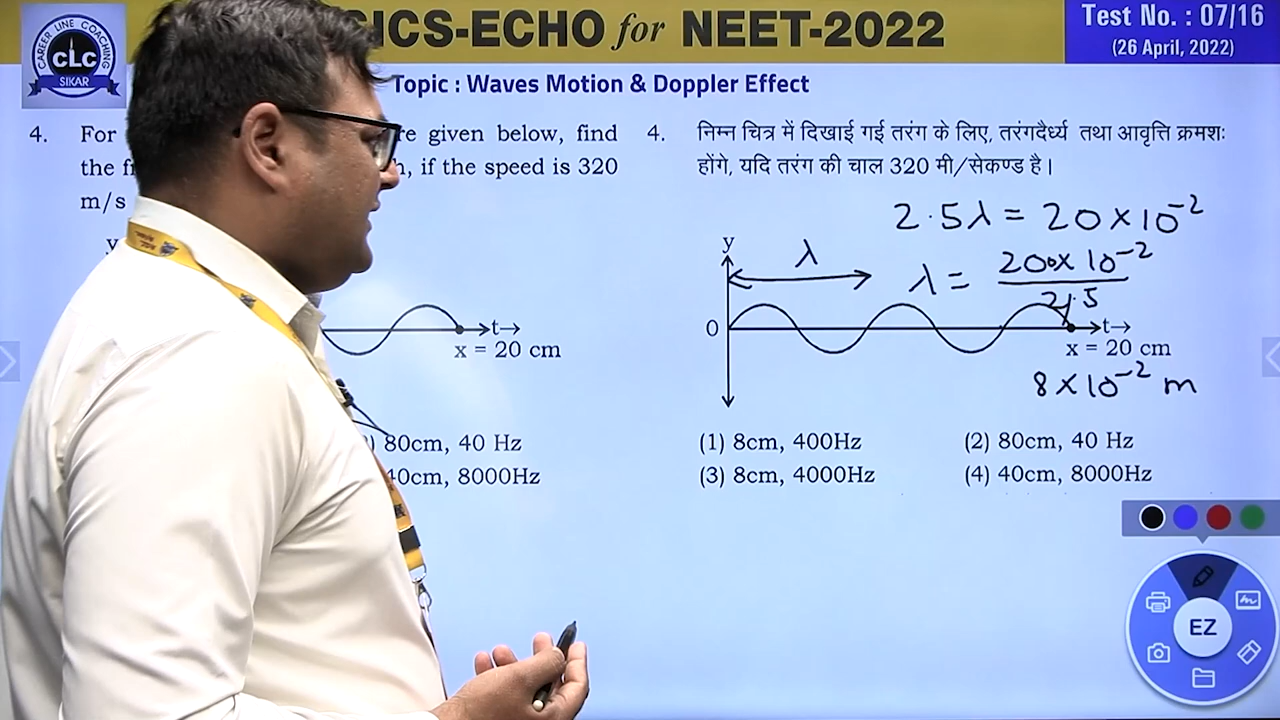 SICS-ECHO for NEET-2022
Test No. : 07/16
(26 April, 2022)
CAREER LINE COACHING
CLC
SIKAR
Topic : Waves Motion & Doppler Effect
4. For re given below, find
the f , if the speed is 320
m/s
y
t→
x = 20 cm
80cm, 40 Hz
40cm, 8000Hz
4. निम्न चित्र में दिखाई गई तरंग के लिए, तरंगदैर्ध्य तथा आवृत्ति क्रमशः
होंगे, यदि तरंग की चाल 320 मी/सेकण्ड है।
2.5λ = 20×10⁻²
y
λ
λ = 200×10⁻²
2.5
0
t→
x = 20 cm
8×10⁻² m
(1) 8cm, 400Hz (2) 80cm, 40 Hz
(3) 8cm, 4000Hz (4) 40cm, 8000Hz
EZ